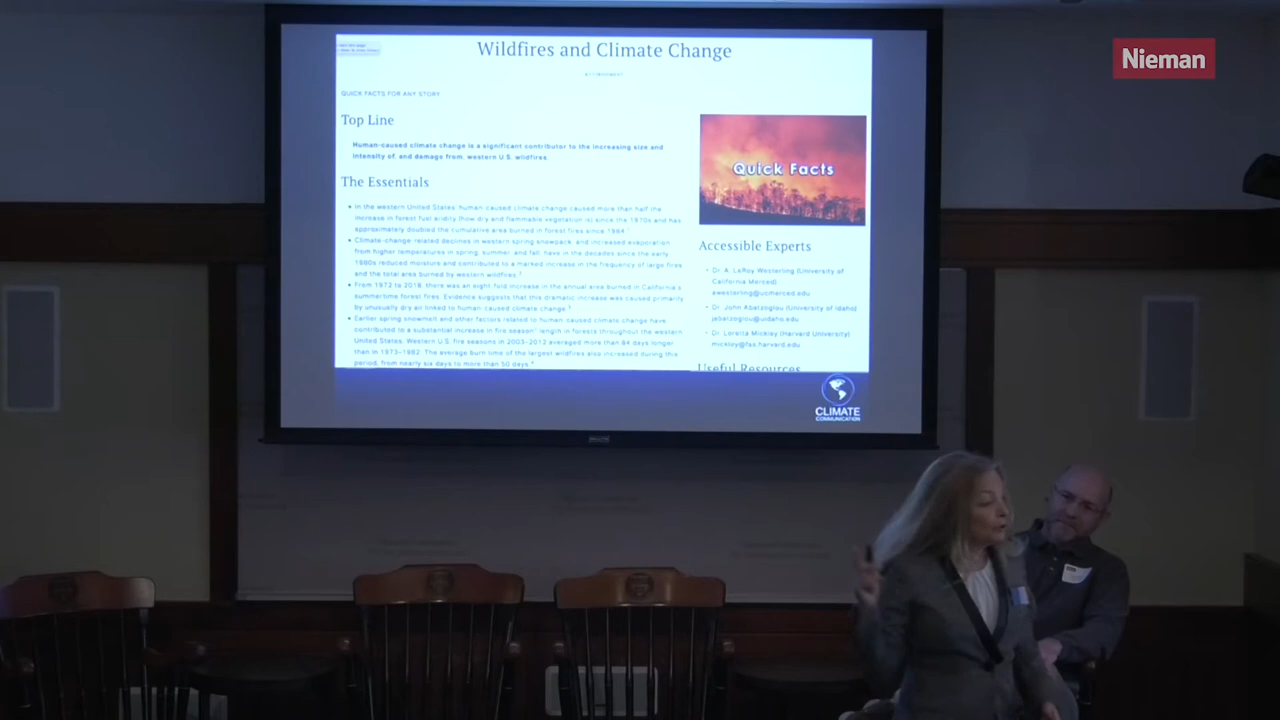 Nieman
Wildfires and Climate Change
QUICK FACTS FOR ANY STORY
Top Line
Human-caused climate change is a significant contributor to the increasing size and
intensity of, and damage from, western U.S. wildfires.
The Essentials
In the western United States, human-caused climate change caused more than half the
increase in forest fuel aridity (how dry and flammable vegetation is) since the 1970s and has
approximately doubled the cumulative area burned in forest fires since 1984.
Climate-change related declines in western spring snowpack, and increased evaporation
from higher temperatures in spring, summer, and fall, have in the decades since the early
1980s reduced moisture and contributed to a marked increase in the frequency of large fires
and the total area burned by western wildfires.
From 1972 to 2018, there was an eight-fold increase in the annual area burned in California's
summertime forest fires. Evidence suggests that this dramatic increase was caused primarily
by unusually dry air linked to human-caused climate change.
Earlier spring snowmelt and other factors related to human-caused climate change have
contributed to a substantial increase in fire season length in forests throughout the western
United States. Western U.S. fire seasons in 2003–2012 averaged more than 84 days longer
than in 1973–1982. The average burn time of the largest wildfires also increased during this
period, from nearly six days to more than 50 days.
Quick Facts
Accessible Experts
Dr. A. LeRoy Westerling (University of
California Merced)
awesterling@ucmerced.edu
Dr. John Abatzoglou (University of Idaho)
jabatzoglou@uidaho.edu
Dr. Loretta Mickley (Harvard University)
mickley@fas.harvard.edu
Useful Resources
CLIMATE
COMMUNICATION